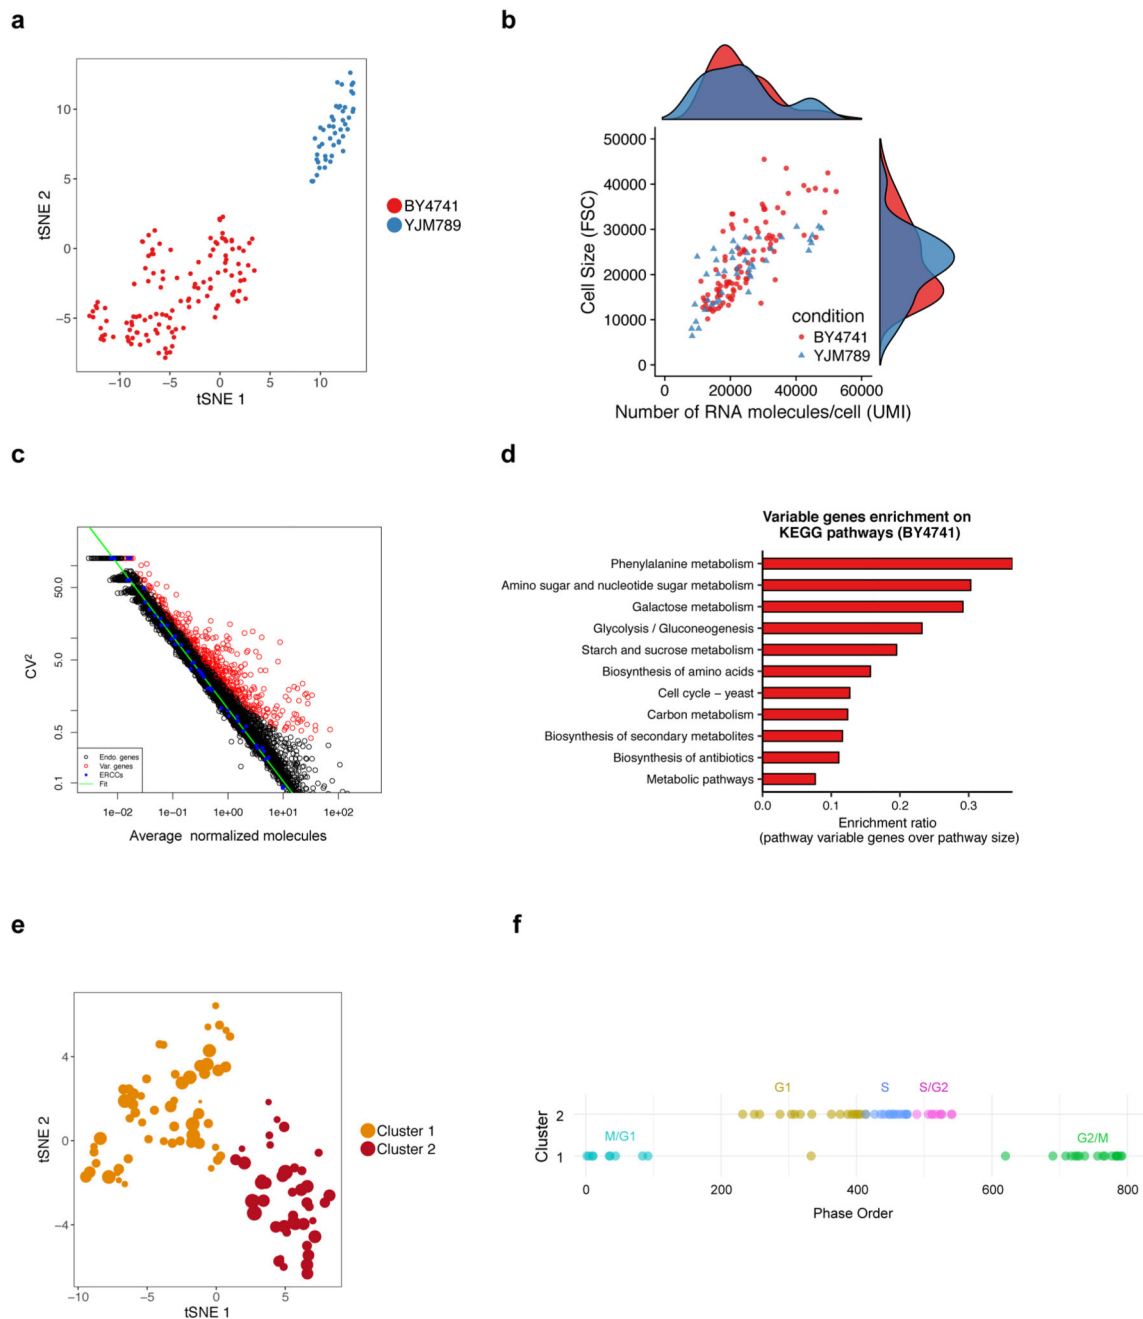 a
10
5
0
−5
tSNE 2
−10
−5
0
5
10
tSNE 1
BY4741
YJM789
b
50000
40000
30000
20000
10000
0
Cell Size (FSC)
condition
BY4741
YJM789
0
20000
40000
60000
Number of RNA molecules/cell (UMI)
c
50.0
5.0
0.5
0.1
CV²
Endo. genes
Var. genes
ERCCs
Fit
1e−02
1e−01
1e+00
1e+01
1e+02
Average normalized molecules
d
Variable genes enrichment on
KEGG pathways (BY4741)
Phenylalanine metabolism
Amino sugar and nucleotide sugar metabolism
Galactose metabolism
Glycolysis / Gluconeogenesis
Starch and sucrose metabolism
Biosynthesis of amino acids
Cell cycle − yeast
Carbon metabolism
Biosynthesis of secondary metabolites
Biosynthesis of antibiotics
Metabolic pathways
0.0
0.1
0.2
0.3
Enrichment ratio
(pathway variable genes over pathway size)
e
4
0
−4
tSNE 2
−10
−5
0
5
tSNE 1
Cluster 1
Cluster 2
f
G1
S
S/G2
2
M/G1
G2/M
1
Cluster
0
200
400
600
800
Phase Order